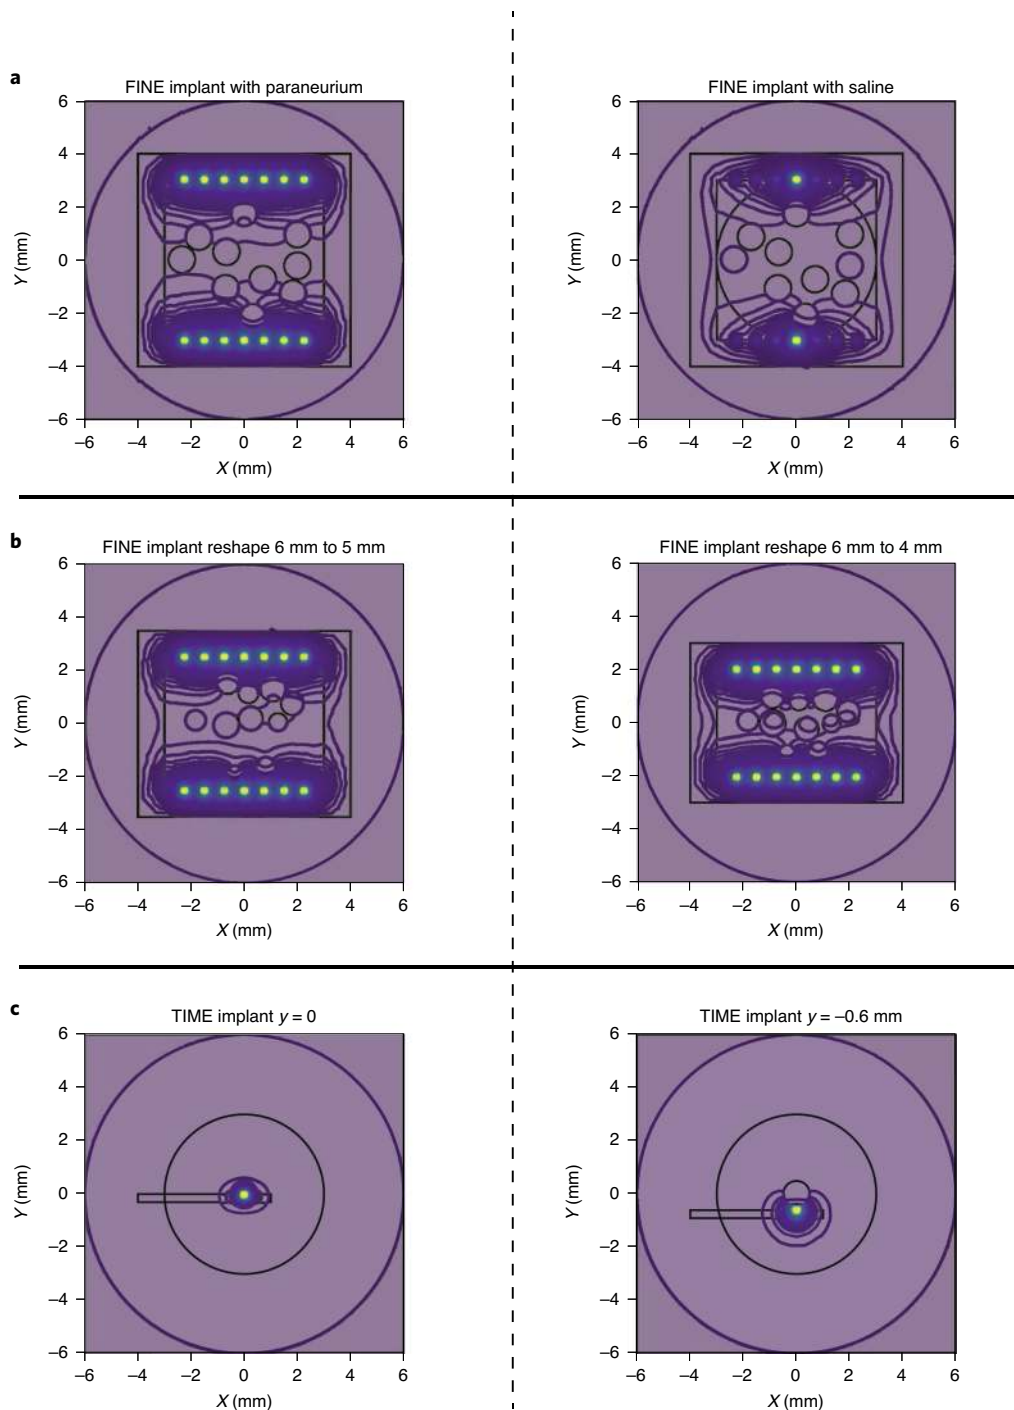 a
FINE implant with paraneurium
FINE implant with saline
6
4
2
0
–2
–4
–6
Y (mm)
–6 –4 –2 0 2 4 6
X (mm)
6
4
2
0
–2
–4
–6
Y (mm)
–6 –4 –2 0 2 4 6
X (mm)
b
FINE implant reshape 6 mm to 5 mm
FINE implant reshape 6 mm to 4 mm
6
4
2
0
–2
–4
–6
Y (mm)
–6 –4 –2 0 2 4 6
X (mm)
6
4
2
0
–2
–4
–6
Y (mm)
–6 –4 –2 0 2 4 6
X (mm)
c
TIME implant y = 0
TIME implant y = –0.6 mm
6
4
2
0
–2
–4
–6
Y (mm)
–6 –4 –2 0 2 4 6
X (mm)
6
4
2
0
–2
–4
–6
Y (mm)
–6 –4 –2 0 2 4 6
X (mm)